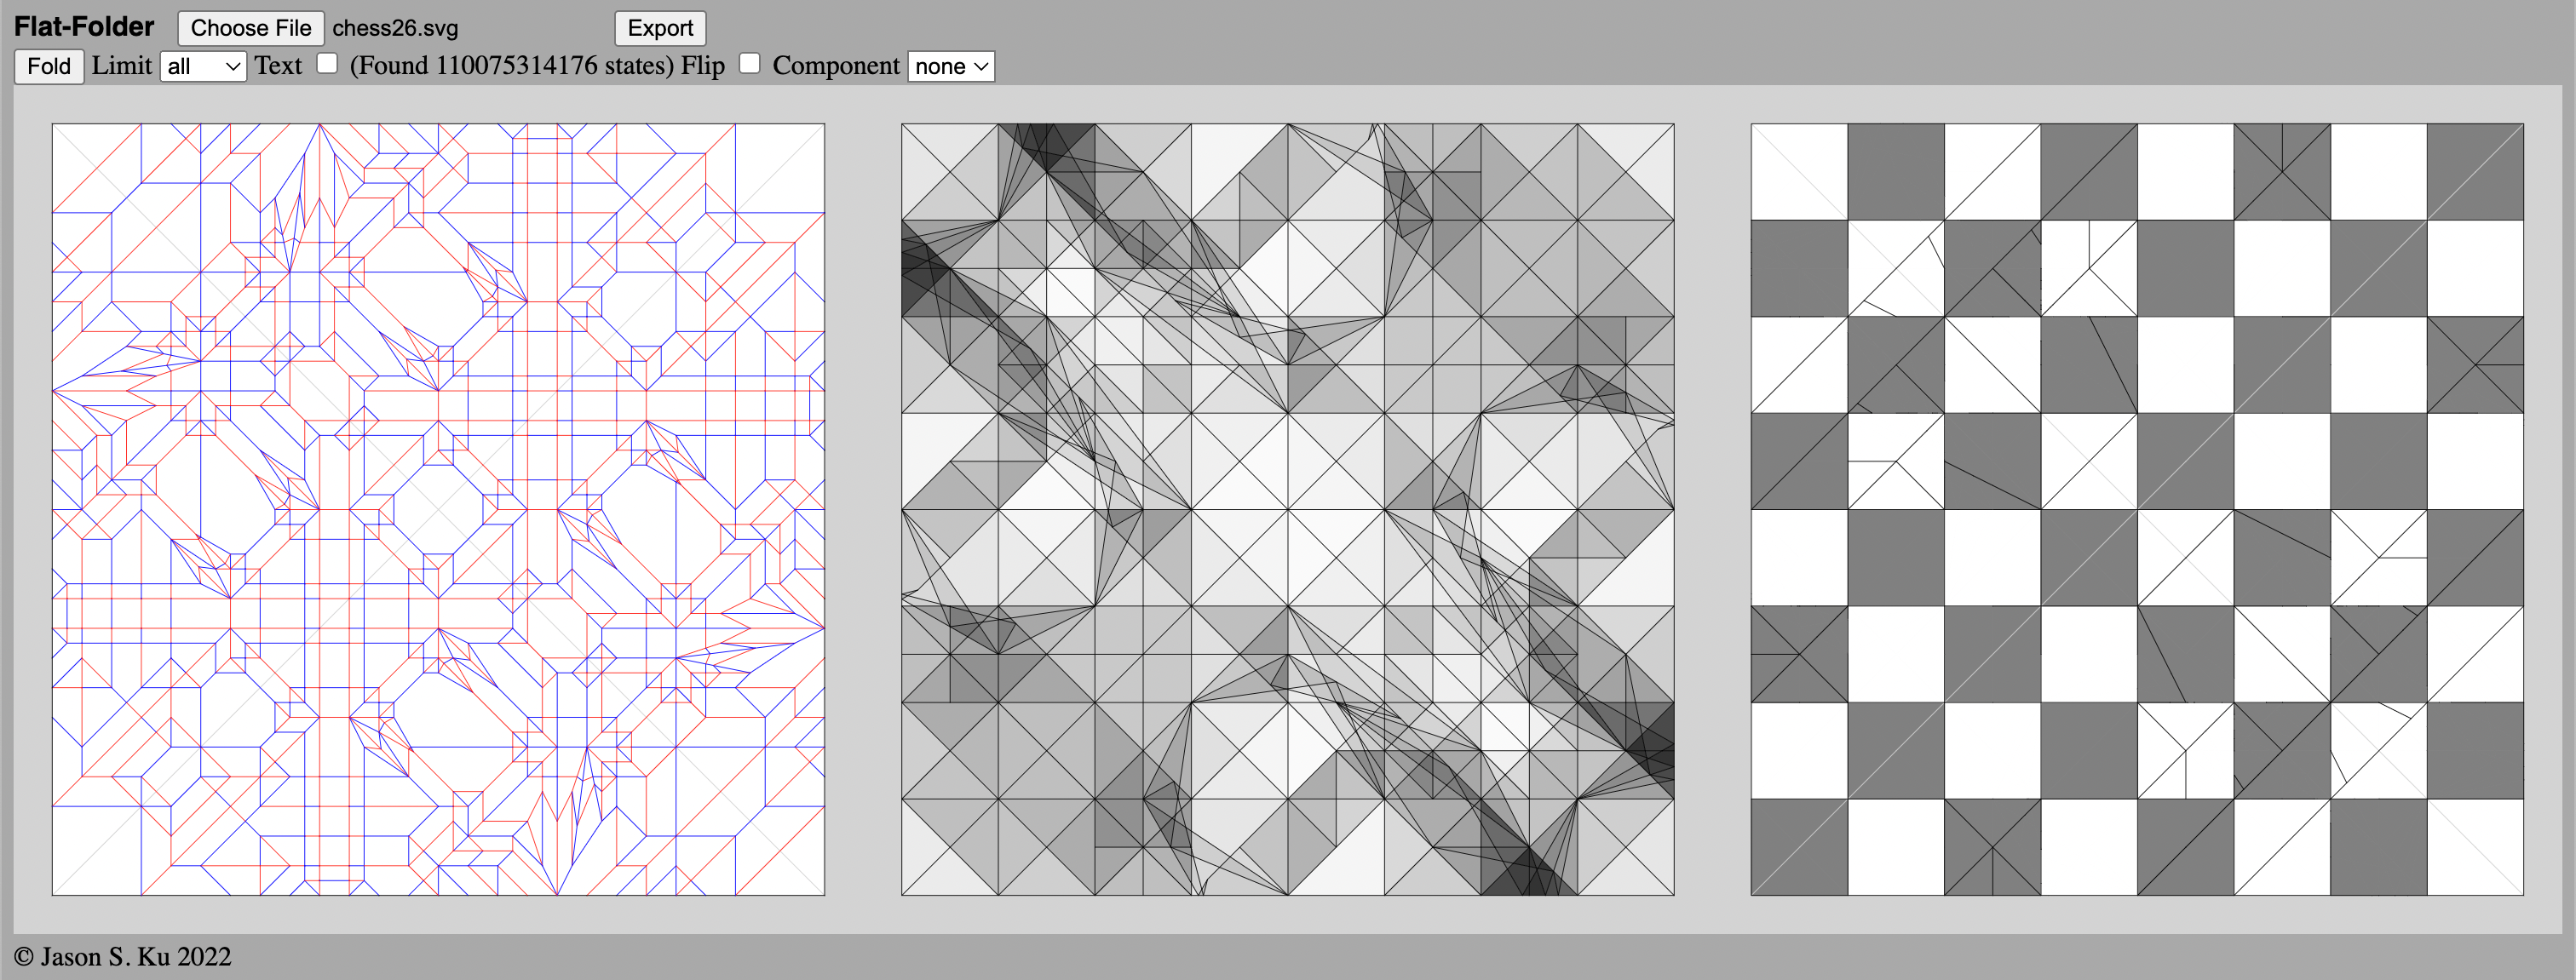 Flat-Folder Choose File chess26.svg Export
Fold Limit all Text (Found 110075314176 states) Flip Component none
© Jason S. Ku 2022